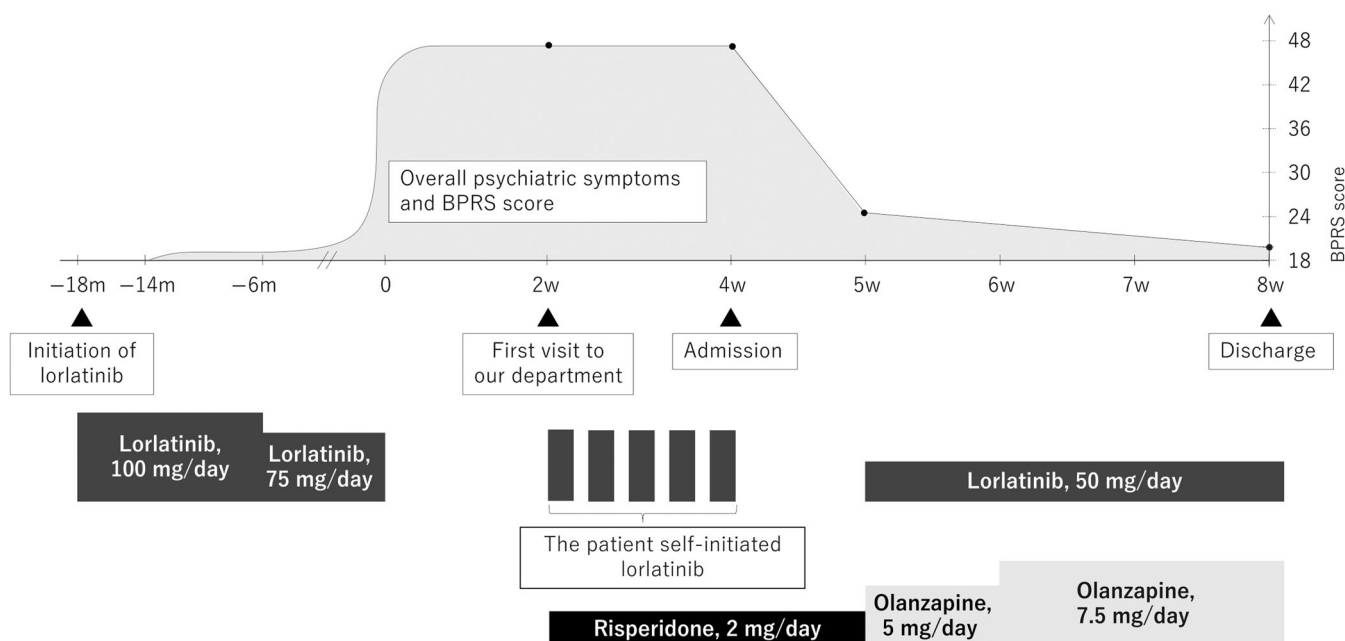 48
42
36
30
24
18
BPRS score
Overall psychiatric symptoms
and BPRS score
−18m −14m −6m 0 2w 4w 5w 6w 7w 8w
Initiation of
lorlatinib
First visit to
our department
Admission
Discharge
Lorlatinib,
100 mg/day
Lorlatinib,
75 mg/day
Lorlatinib, 50 mg/day
The patient self-initiated
lorlatinib
Risperidone, 2 mg/day
Olanzapine,
5 mg/day
Olanzapine,
7.5 mg/day